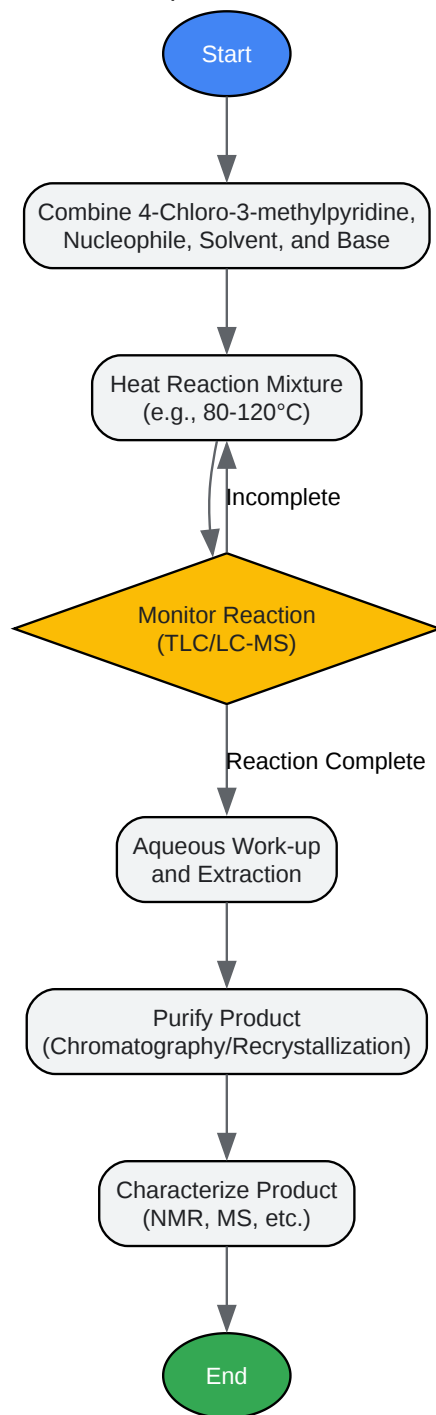 Start
Combine 4-Chloro-3-methylpyridine,
Nucleophile, Solvent, and Base
Heat Reaction Mixture
(e.g., 80-120°C)
Incomplete
Monitor Reaction
(TLC/LC-MS)
Reaction Complete
Aqueous Work-up
and Extraction
Purify Product
(Chromatography/Recrystallization)
Characterize Product
(NMR, MS, etc.)
End